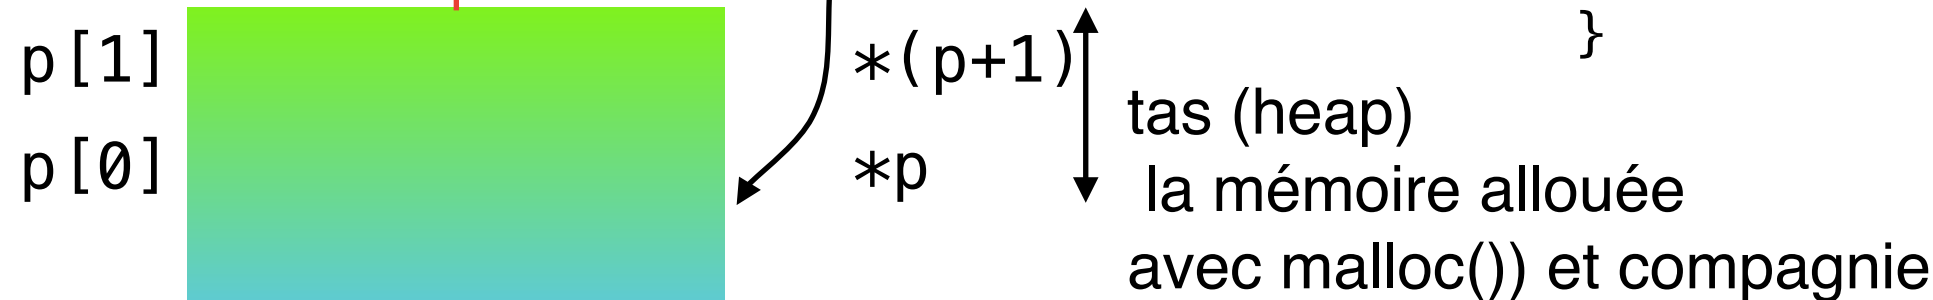 }
p[1] *(p+1)
tas (heap)
p[0] *p
la mémoire allouée
avec malloc()) et compagnie